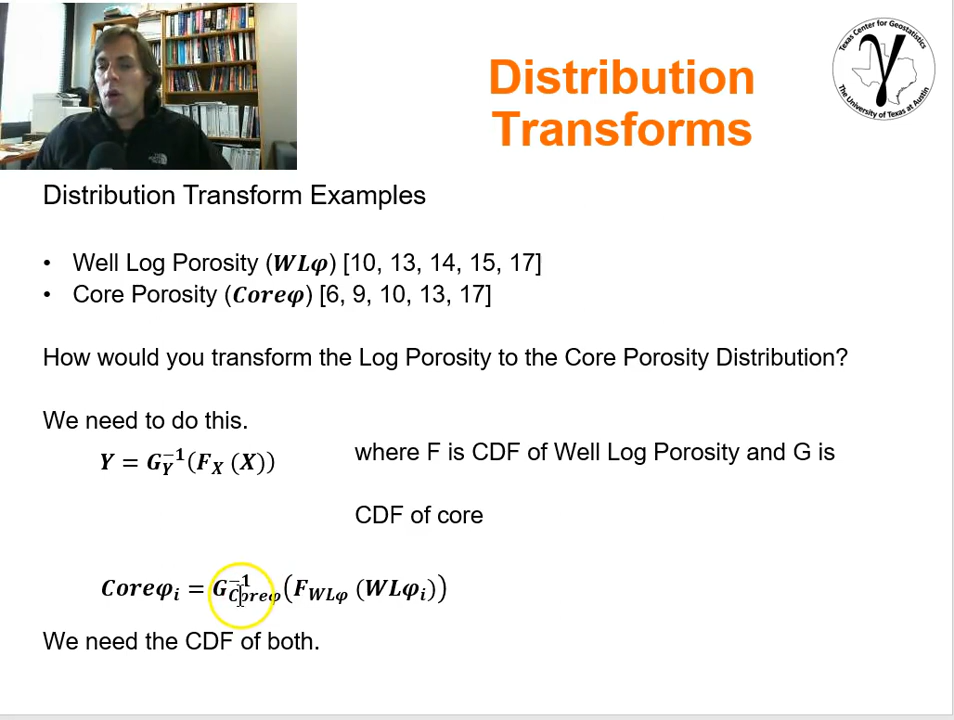 Distribution
Transforms
Texas Center for Geostatistics
γ
The University of Texas at Austin
THE NORTH FACE
Distribution Transform Examples
• Well Log Porosity (WLφ) [10, 13, 14, 15, 17]
• Core Porosity (Coreφ) [6, 9, 10, 13, 17]
How would you transform the Log Porosity to the Core Porosity Distribution?
We need to do this.
Y = G_Y^{-1}(F_X (X))
where F is CDF of Well Log Porosity and G is
CDF of core
Coreφ_i = G_{Coreφ}^{-1}(F_{WLφ} (WLφ_i))
We need the CDF of both.